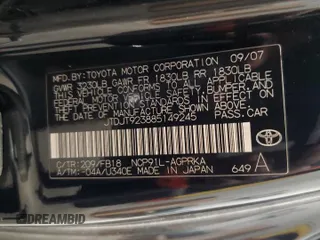 MFD. BY: TOYOTA MOTOR CORPORATION 09/07
GVWR 3230LB GAWR FR 1830LB RR 1830LB
THIS VEHICLE CONFORMS TO ALL APPLICABLE
FEDERAL MOTOR VEHICLE SAFETY, BUMPER, AND
THEFT PREVENTION STANDARDS IN EFFECT ON
THE DATE OF MANUFACTURE SHOWN ABOVE.
JTDJT923885149245 PASS. CAR
C/TR: 209/FB18 NCP91L-AGPRKA
A/TM: -04A/U340E MADE IN JAPAN 649 A
TOYOTA
DREAMBID